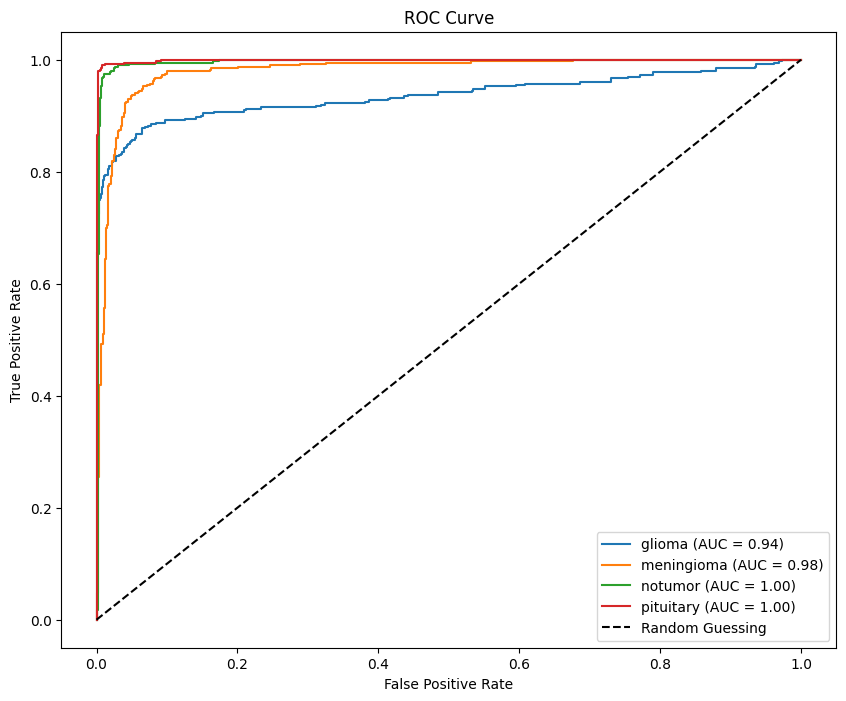 ROC Curve
True Positive Rate
1.0
0.8
0.6
0.4
0.2
0.0
0.0 0.2 0.4 0.6 0.8 1.0
False Positive Rate
glioma (AUC = 0.94)
meningioma (AUC = 0.98)
notumor (AUC = 1.00)
pituitary (AUC = 1.00)
Random Guessing